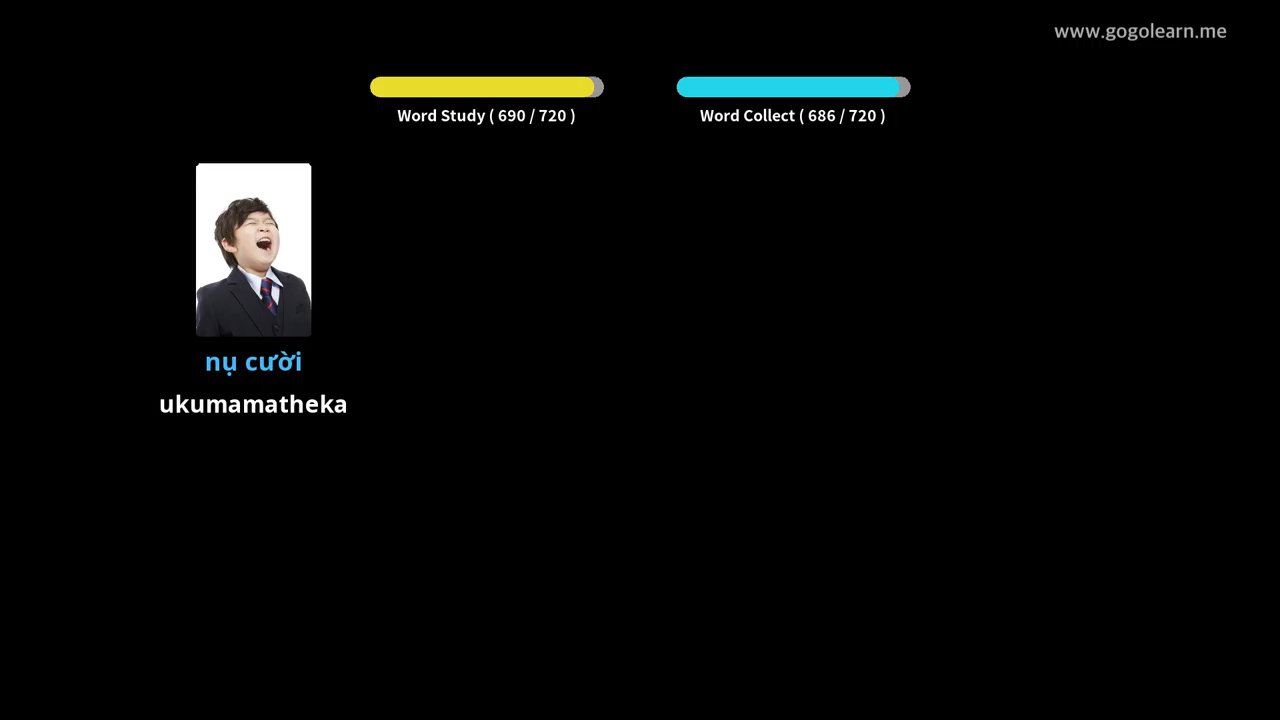 www.gogolearn.me
Word Study ( 690 / 720 )
Word Collect ( 686 / 720 )
nụ cười
ukumamatheka